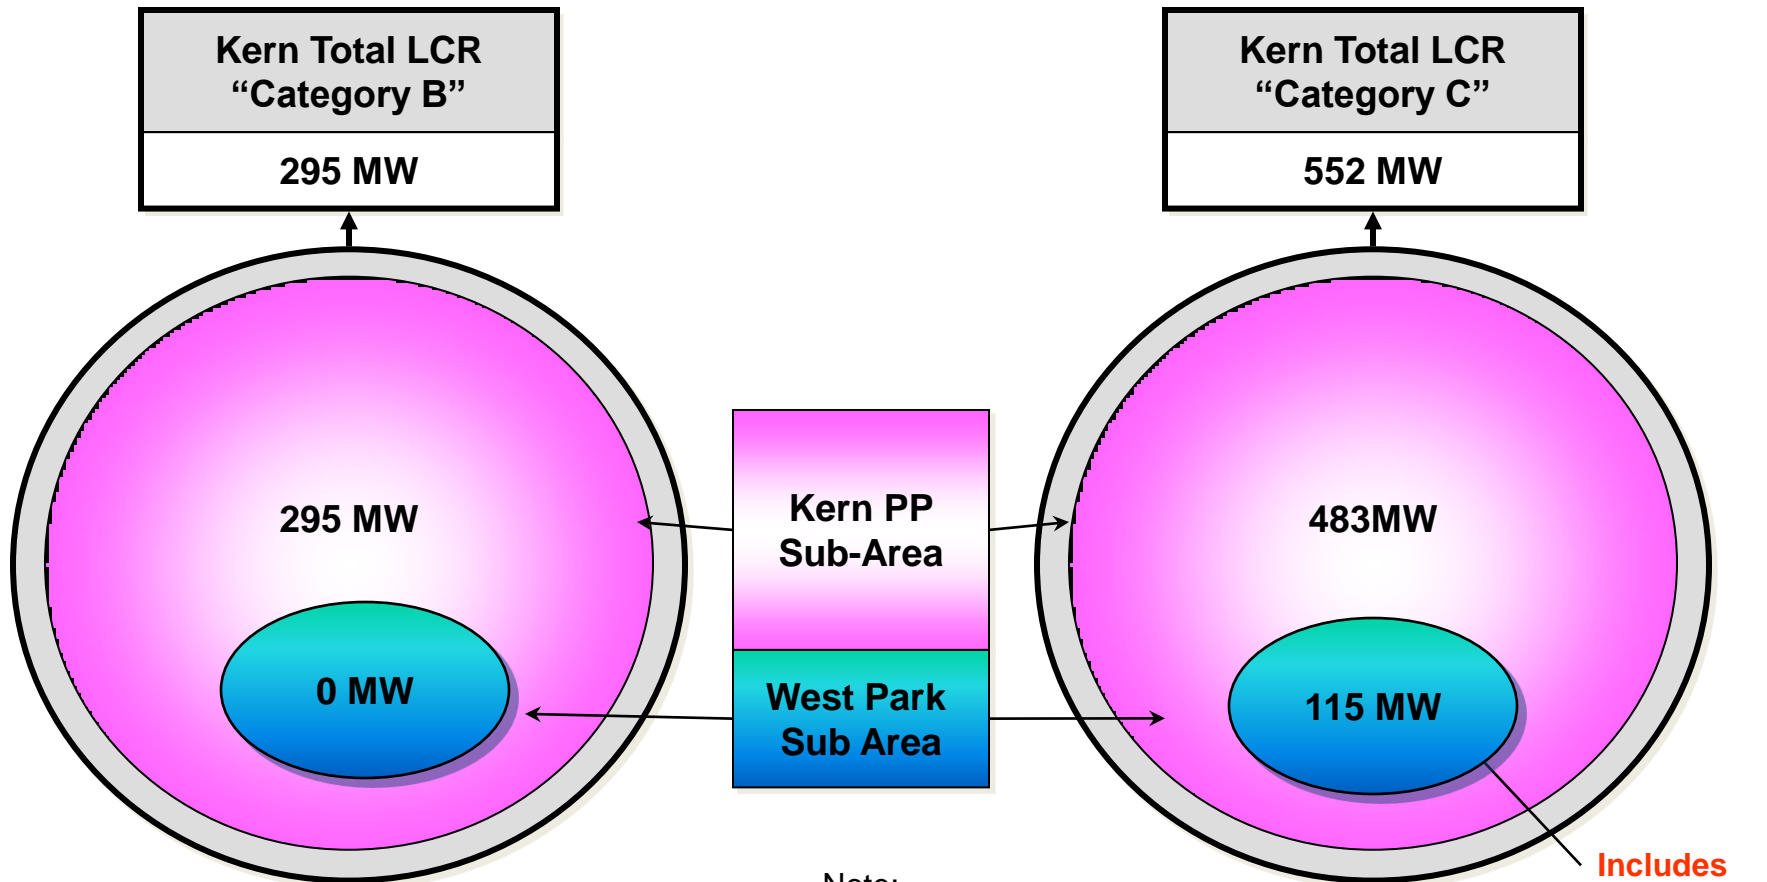 Kern Total LCR
“Category B”
295 MW
Kern Total LCR
“Category C”
552 MW
295 MW
0 MW
Kern PP
Sub-Area
West Park
Sub Area
483MW
115 MW
Note:
Includes